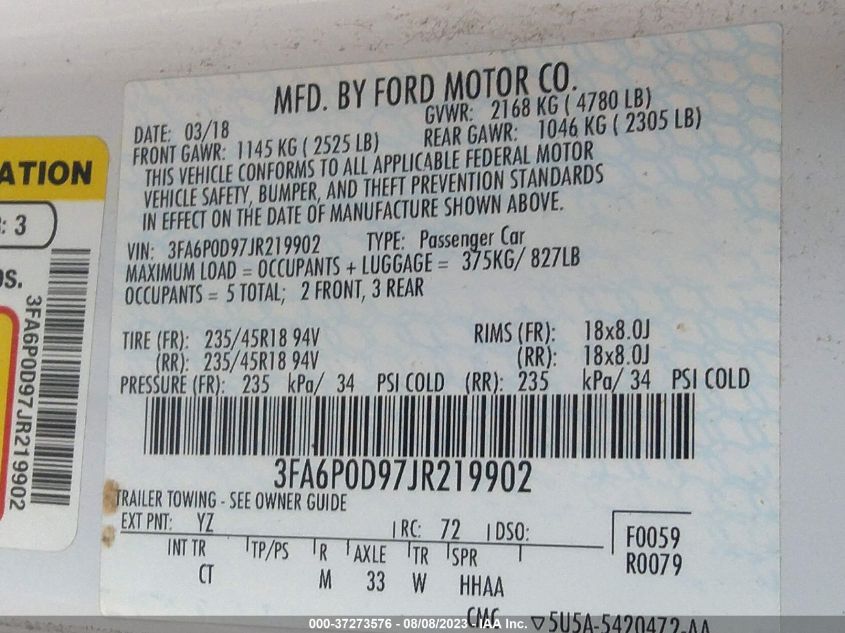 MFD. BY FORD MOTOR CO.
DATE: 03/18
GVWR: 2168 KG ( 4780 LB)
FRONT GAWR: 1145 KG ( 2525 LB)
REAR GAWR: 1046 KG ( 2305 LB)
THIS VEHICLE CONFORMS TO ALL APPLICABLE FEDERAL MOTOR
VEHICLE SAFETY, BUMPER, AND THEFT PREVENTION STANDARDS
IN EFFECT ON THE DATE OF MANUFACTURE SHOWN ABOVE.
VIN: 3FA6P0D97JR219902 TYPE: Passenger Car
MAXIMUM LOAD = OCCUPANTS + LUGGAGE = 375KG/ 827LB
OCCUPANTS = 5 TOTAL; 2 FRONT, 3 REAR
TIRE (FR): 235/45R18 94V RIMS (FR): 18x8.0J
(RR): 235/45R18 94V (RR): 18x8.0J
PRESSURE (FR): 235 kPa/ 34 PSI COLD (RR): 235 kPa/ 34 PSI COLD
3FA6P0D97JR219902
TRAILER TOWING - SEE OWNER GUIDE
EXT PNT: YZ RC: 72 DSO:
F0059
R0079
INT TR TP/PS R AXLE TR SPR
CT M 33 W HHAA
CMC ▽5U5A-5420472-AA
ATION
: 3
3FA6P0D97JR219902
000-37273576 - 08/08/2023 - IAA Inc.